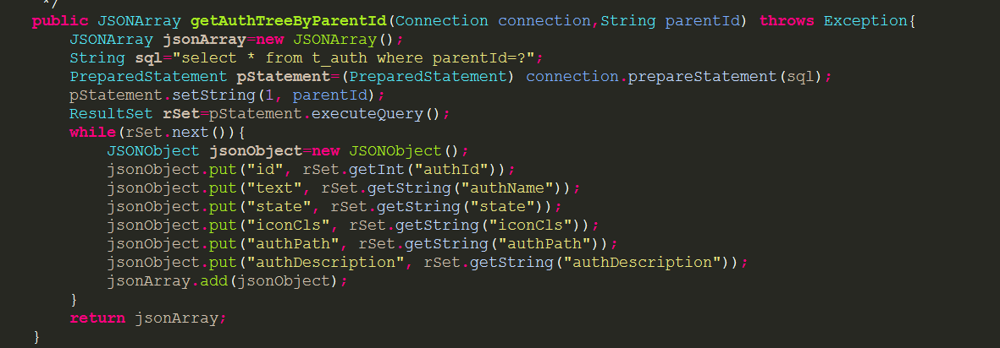 */
public JSONArray getAuthTreeByParentId(Connection connection,String parentId) throws Exception{
JSONArray jsonArray=new JSONArray();
String sql="select * from t_auth where parentId=?";
PreparedStatement pStatement=(PreparedStatement) connection.prepareStatement(sql);
pStatement.setString(1, parentId);
ResultSet rSet=pStatement.executeQuery();
while(rSet.next()){
JSONObject jsonObject=new JSONObject();
jsonObject.put("id", rSet.getInt("authId"));
jsonObject.put("text", rSet.getString("authName"));
jsonObject.put("state", rSet.getString("state"));
jsonObject.put("iconCls", rSet.getString("iconCls"));
jsonObject.put("authPath", rSet.getString("authPath"));
jsonObject.put("authDescription", rSet.getString("authDescription"));
jsonArray.add(jsonObject);
}
return jsonArray;
}